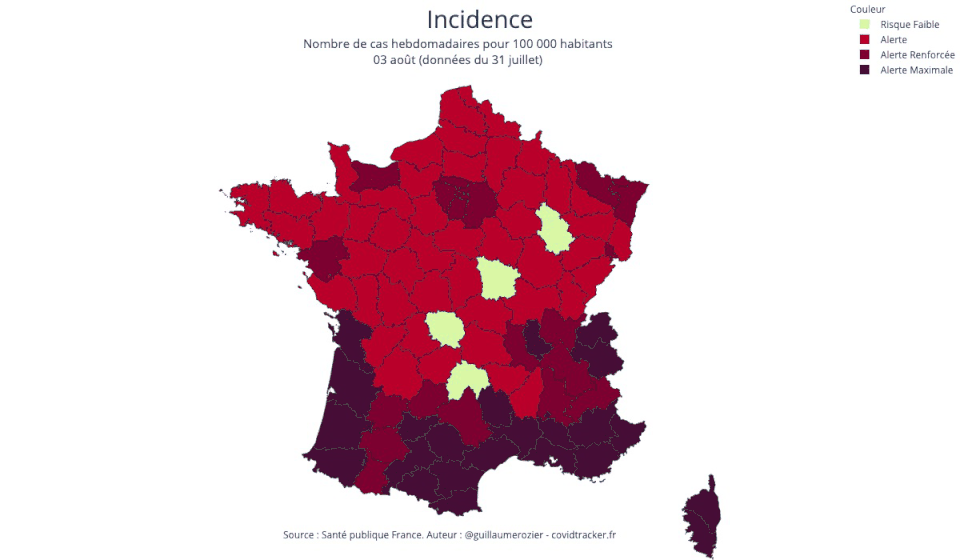 Incidence
Nombre de cas hebdomadaires pour 100 000 habitants
03 août (données du 31 juillet)
Couleur
Risque Faible
Alerte
Alerte Renforcée
Alerte Maximale
Source : Santé publique France. Auteur : @guillaumerozier - covidtracker.fr